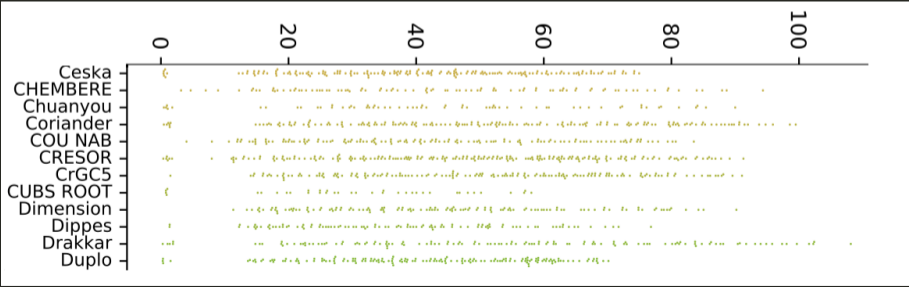 0 20 40 60 80 100
Ceska
CHEMBERE
Chuanyou
Coriander
COU NAB
CRESOR
CrGC5
CUBS ROOT
Dimension
Dippes
Drakkar
Duplo